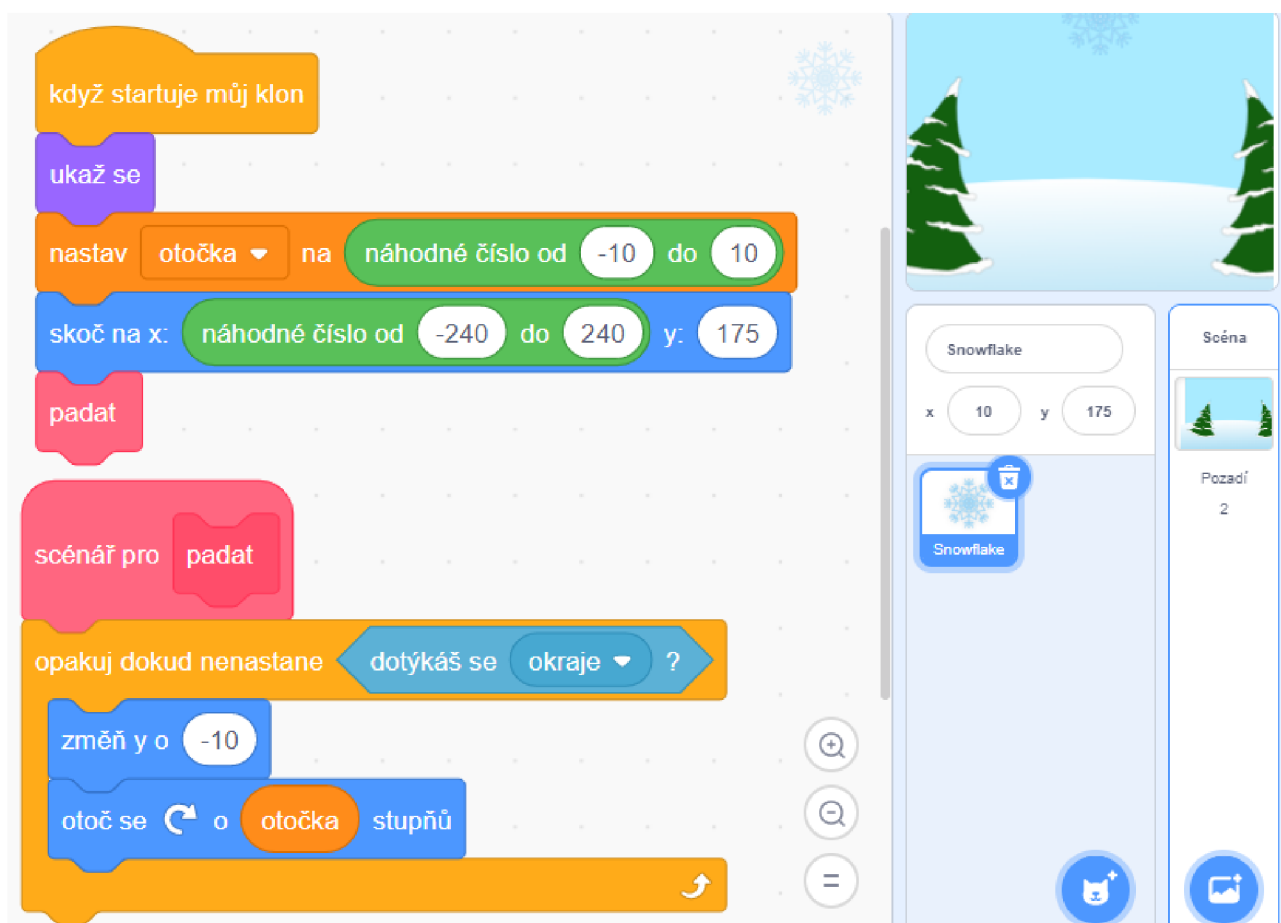 když startuje můj klon
ukaž se
nastav otočka na náhodné číslo od -10 do 10
skoč na x: náhodné číslo od -240 do 240 y: 175
padat
scénář pro padat
opakuj dokud nenastane dotýkáš se okraje ?
změň y o -10
otoč se o otočka stupňů
Snowflake
x 10 y 175
Snowflake
Scéna
Pozadí
2